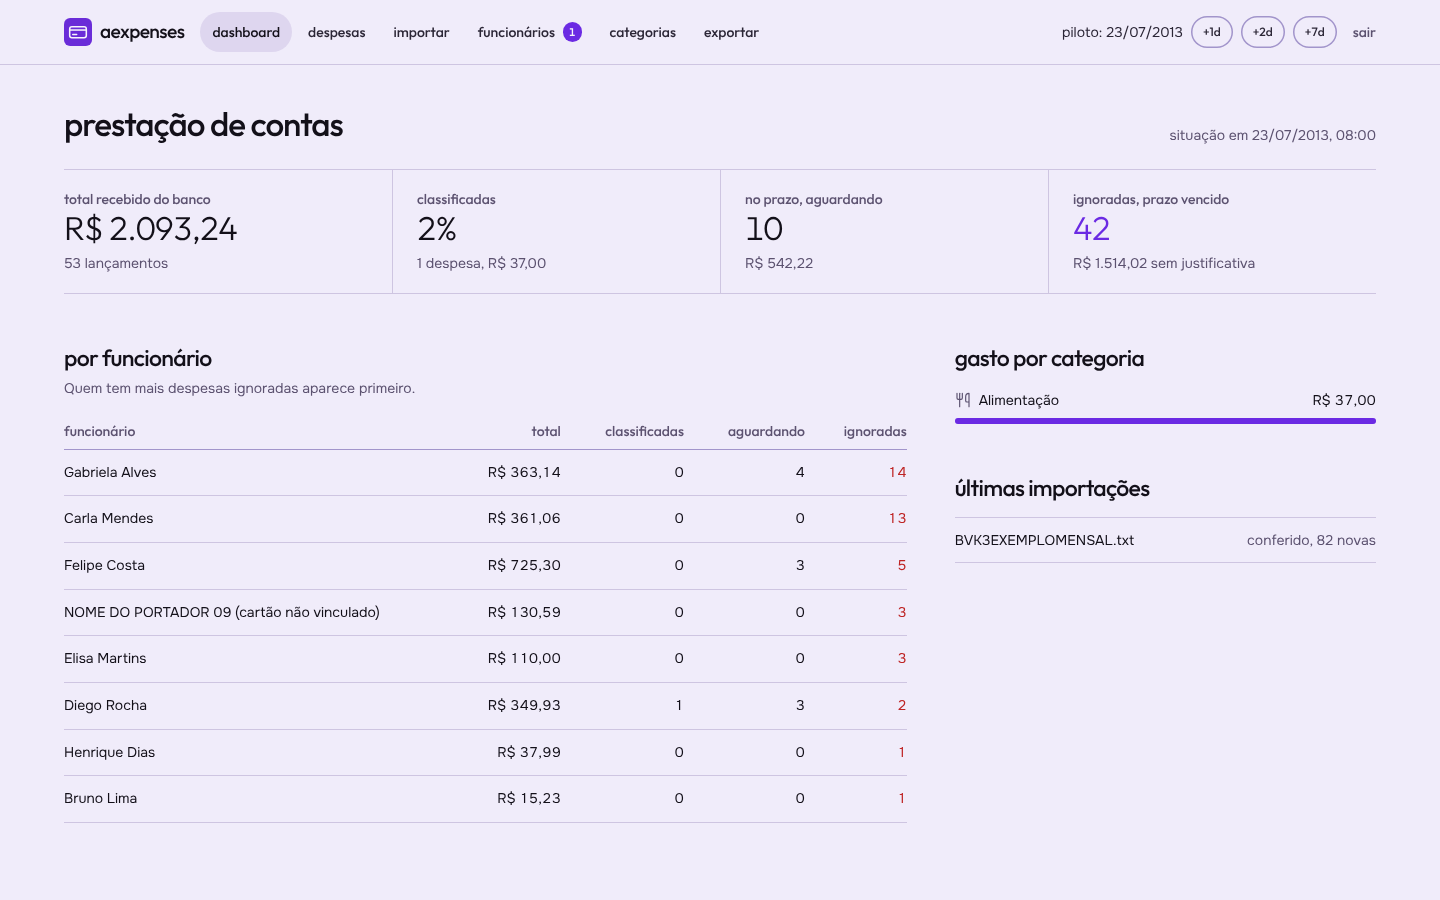 aexpenses dashboard despesas importar funcionários 1 categorias exportar piloto: 23/07/2013 +1d +2d +7d sair
prestação de contas
situação em 23/07/2013, 08:00
total recebido do banco classificadas no prazo, aguardando ignoradas, prazo vencido
R$ 2.093,24 2% 10 42
53 lançamentos 1 despesa, R$ 37,00 R$ 542,22 R$ 1.514,02 sem justificativa
por funcionário
Quem tem mais despesas ignoradas aparece primeiro.
funcionário total classificadas aguardando ignoradas
Gabriela Alves R$ 363,14 0 4 14
Carla Mendes R$ 361,06 0 0 13
Felipe Costa R$ 725,30 0 3 5
NOME DO PORTADOR 09 (cartão não vinculado) R$ 130,59 0 0 3
Elisa Martins R$ 110,00 0 0 3
Diego Rocha R$ 349,93 1 3 2
Henrique Dias R$ 37,99 0 0 1
Bruno Lima R$ 15,23 0 0 1
gasto por categoria
Alimentação R$ 37,00
últimas importações
BVK3EXEMPLOMENSAL.txt conferido, 82 novas